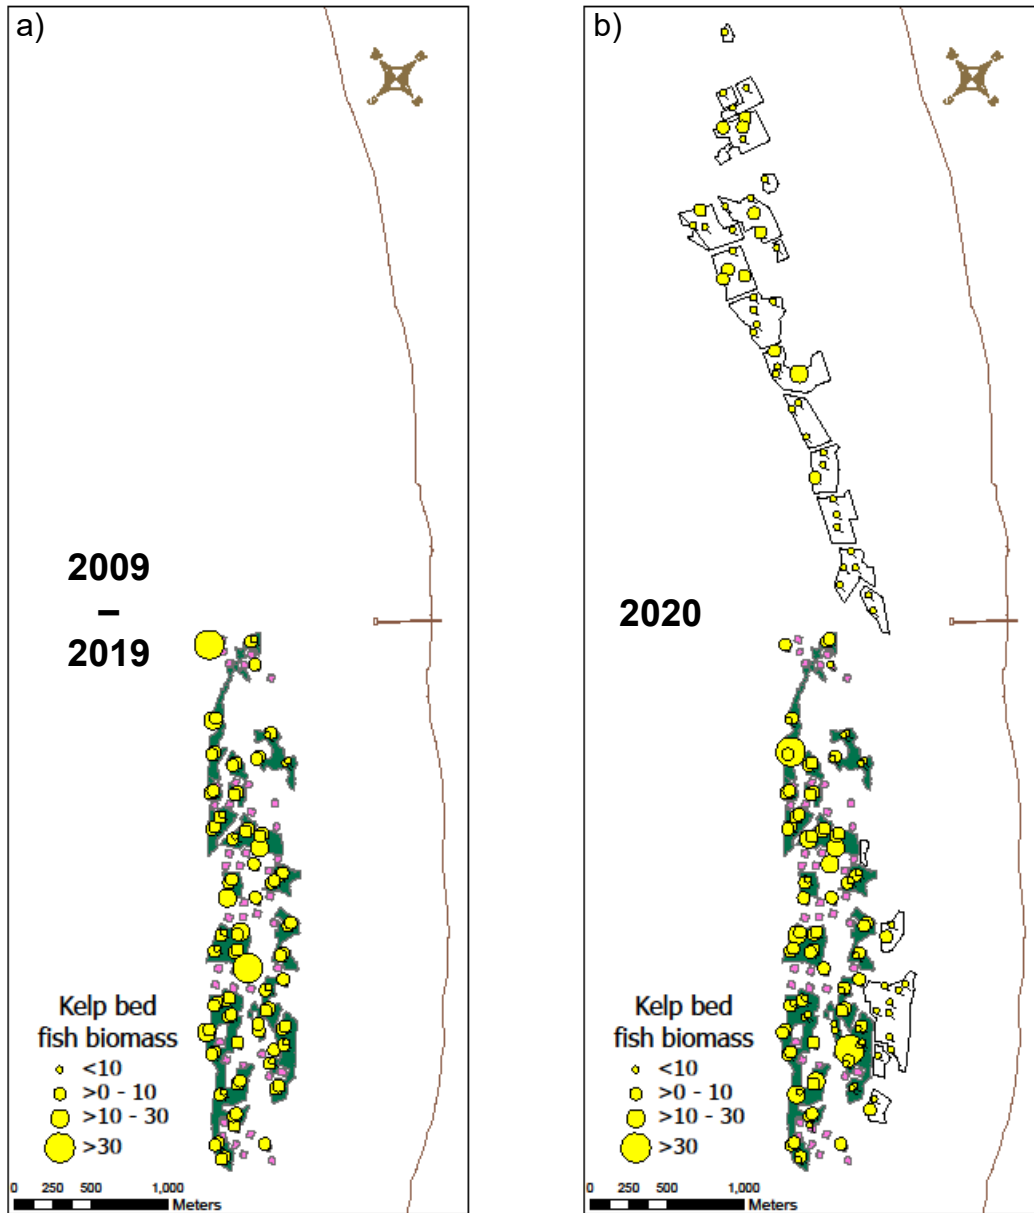 a)
2009
–
2019
Kelp bed
fish biomass
<10
>0 - 10
>10 - 30
>30
0 250 500 1,000
Meters
b)
2020
Kelp bed
fish biomass
<10
>0 - 10
>10 - 30
>30
0 250 500 1,000
Meters